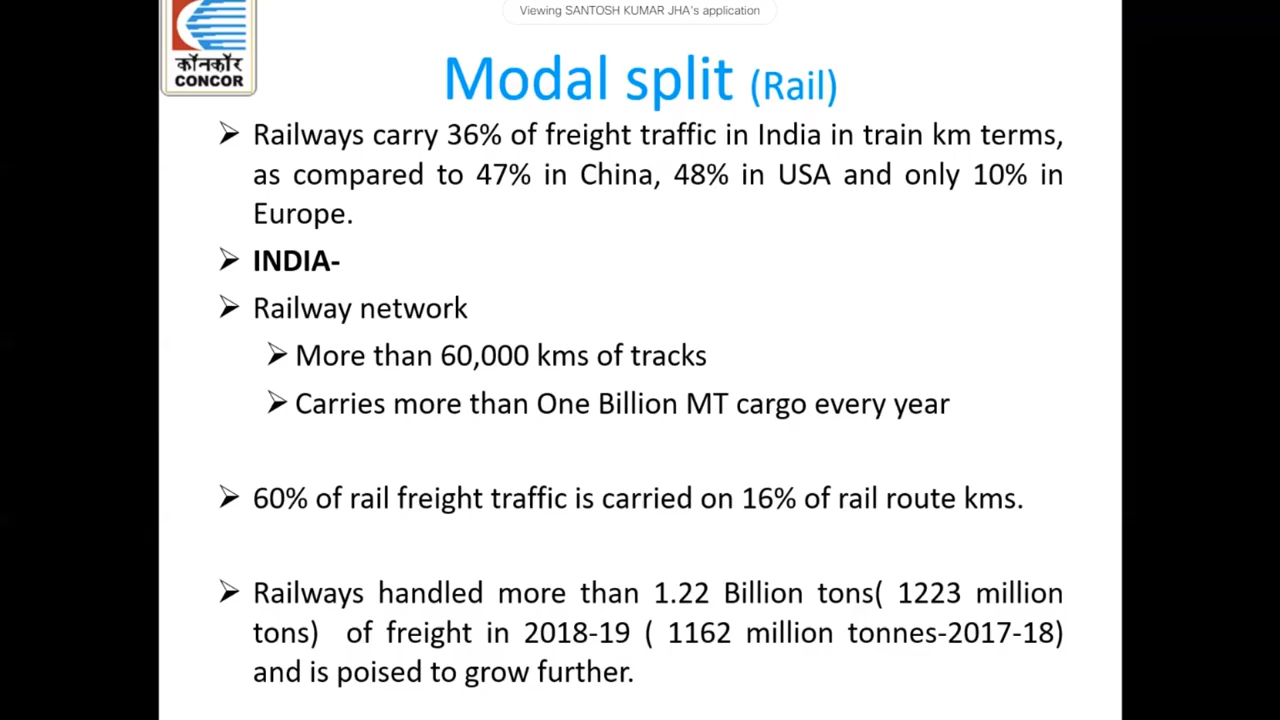 Viewing SANTOSH KUMAR JHA's application
कॉनकॉर
CONCOR
Modal split (Rail)
➢ Railways carry 36% of freight traffic in India in train km terms,
as compared to 47% in China, 48% in USA and only 10% in
Europe.
➢ INDIA-
➢ Railway network
➢ More than 60,000 kms of tracks
➢ Carries more than One Billion MT cargo every year
➢ 60% of rail freight traffic is carried on 16% of rail route kms.
➢ Railways handled more than 1.22 Billion tons( 1223 million
tons) of freight in 2018-19 ( 1162 million tonnes-2017-18)
and is poised to grow further.